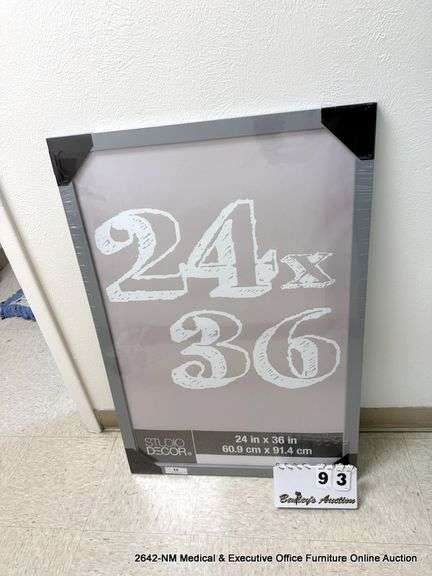 24x
36
STUDIO
DECOR®
24 in x 36 in
60.9 cm x 91.4 cm
93
Bentley's Auction
2642-NM Medical & Executive Office Furniture Online Auction